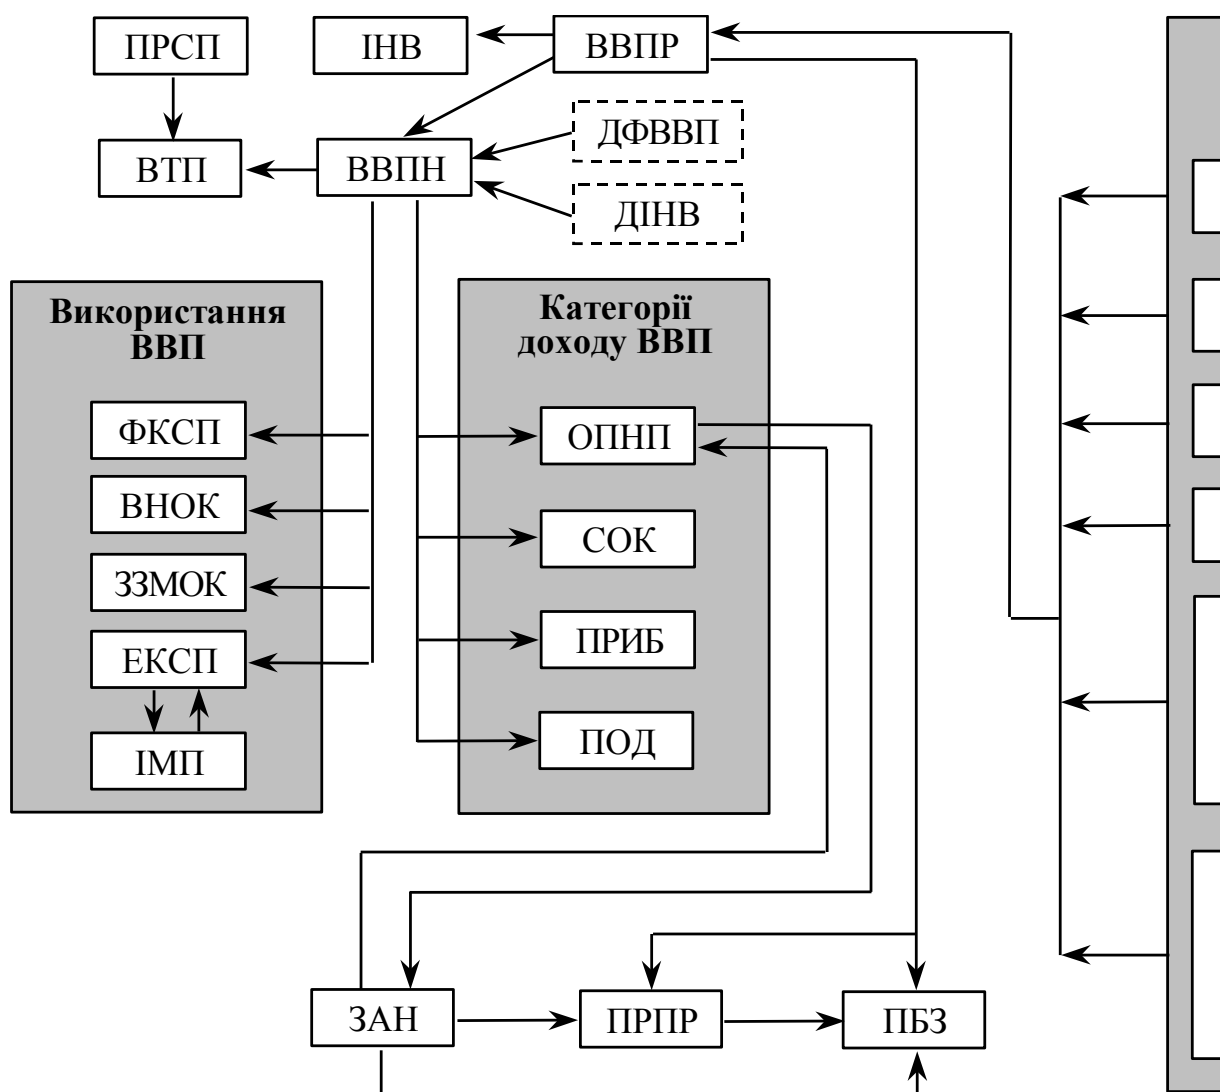 ПРСП
ІНВ
ВВПР
ВТП
ВВПН
ДФВВП
ДІНВ
Використання
ВВП
ФКСП
ВНОК
ЗЗМОК
ЕКСП
ІМП
Категорії
доходу ВВП
ОПНП
СОК
ПРИБ
ПОД
ЗАН
ПРПР
ПБЗ